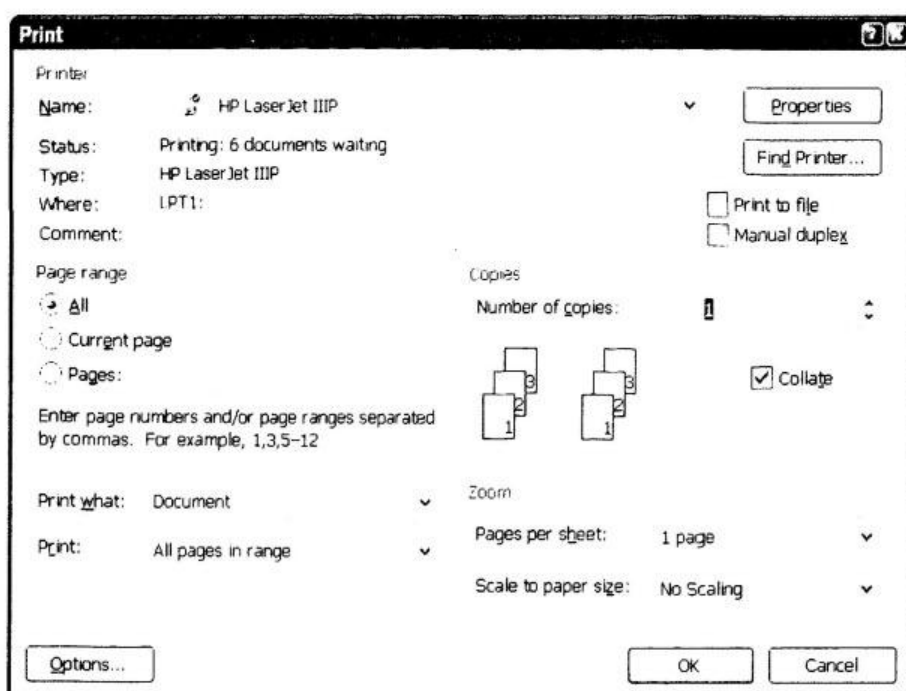 Print
Printer
Name: HP LaserJet IIIP Properties
Status: Printing: 6 documents waiting
Find Printer...
Type: HP LaserJet IIIP
Where: LPT1: Print to file
Comment: Manual duplex
Page range
All
Current page
Pages:
Enter page numbers and/or page ranges separated
by commas. For example, 1,3,5-12
Copies
Number of copies: 1
3 3
2 2
1 1
Collate
Print what: Document
Print: All pages in range
Zoom
Pages per sheet: 1 page
Scale to paper size: No Scaling
Options... OK Cancel